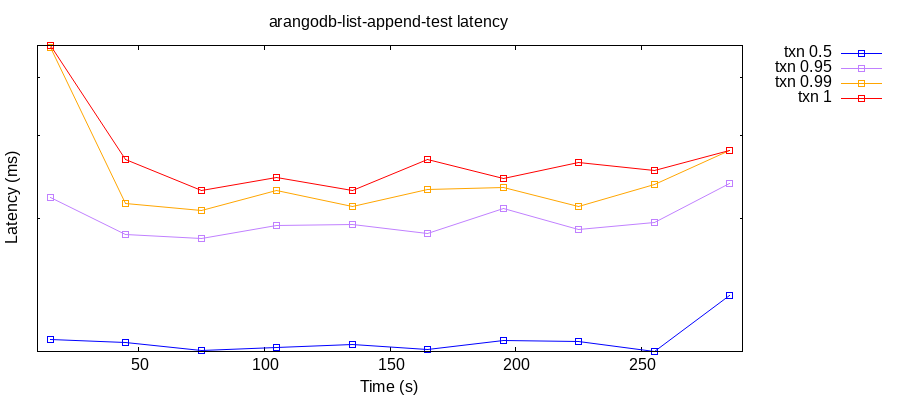 arangodb-list-append-test latency
txn 0.5
txn 0.95
txn 0.99
txn 1
Latency (ms)
50 100 150 200 250
Time (s)